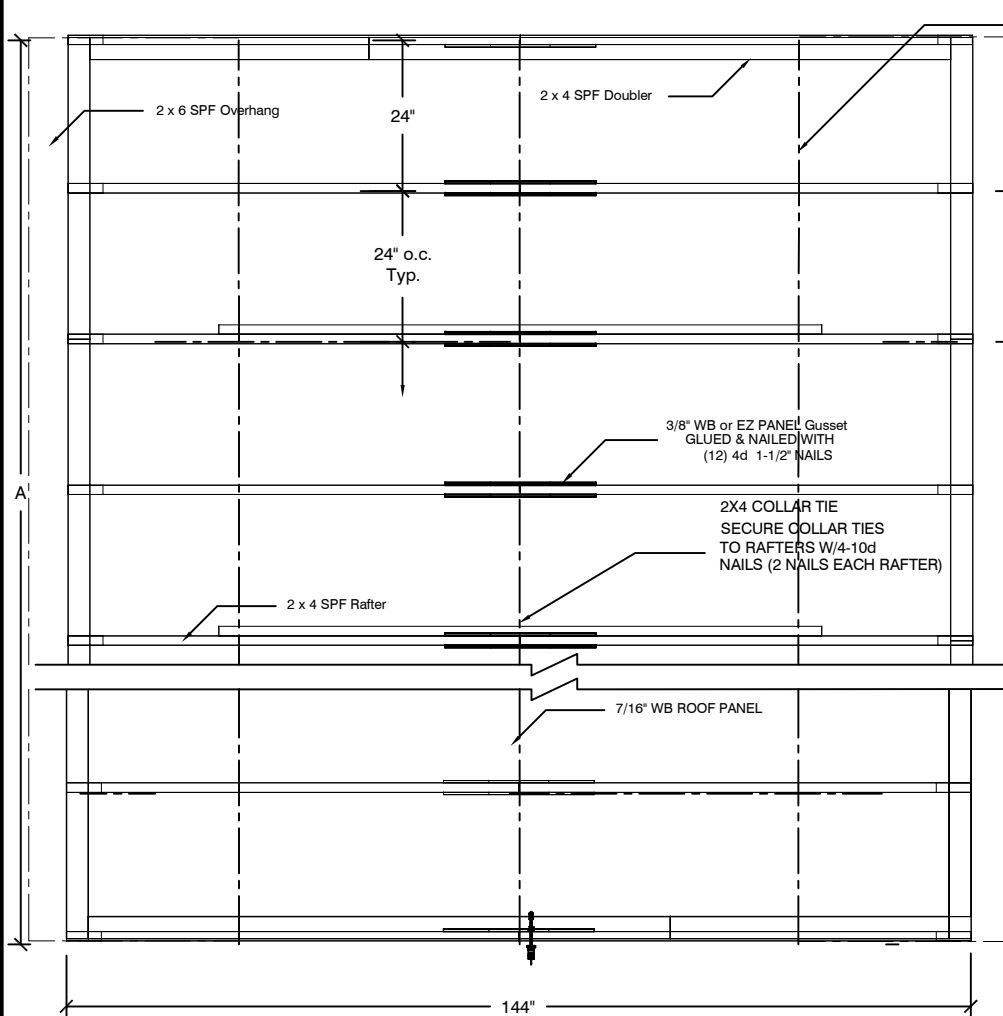 2 x 6 SPF Overhang
2 x 4 SPF Doubler
24"
24" o.c.
Typ.
3/8" WB or EZ PANEL Gusset
GLUED & NAILED WITH
(12) 4d 1-1/2" NAILS
A
2X4 COLLAR TIE
SECURE COLLAR TIES
TO RAFTERS W/4-10d
NAILS (2 NAILS EACH RAFTER)
2 x 4 SPF Rafter
7/16" WB ROOF PANEL
144"